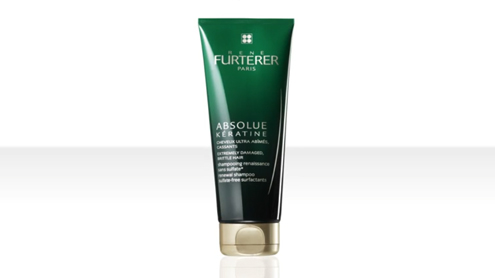 RENE
FURTERER
PARIS
ABSOLUE
KÉRATINE
CHEVEUX ULTRA ABÎMÉS,
CASSANTS
EXTREMELY DAMAGED,
BRITTLE HAIR
shampooing renaissance
sans sulfate*
renewal shampoo
sulfate-free surfactants